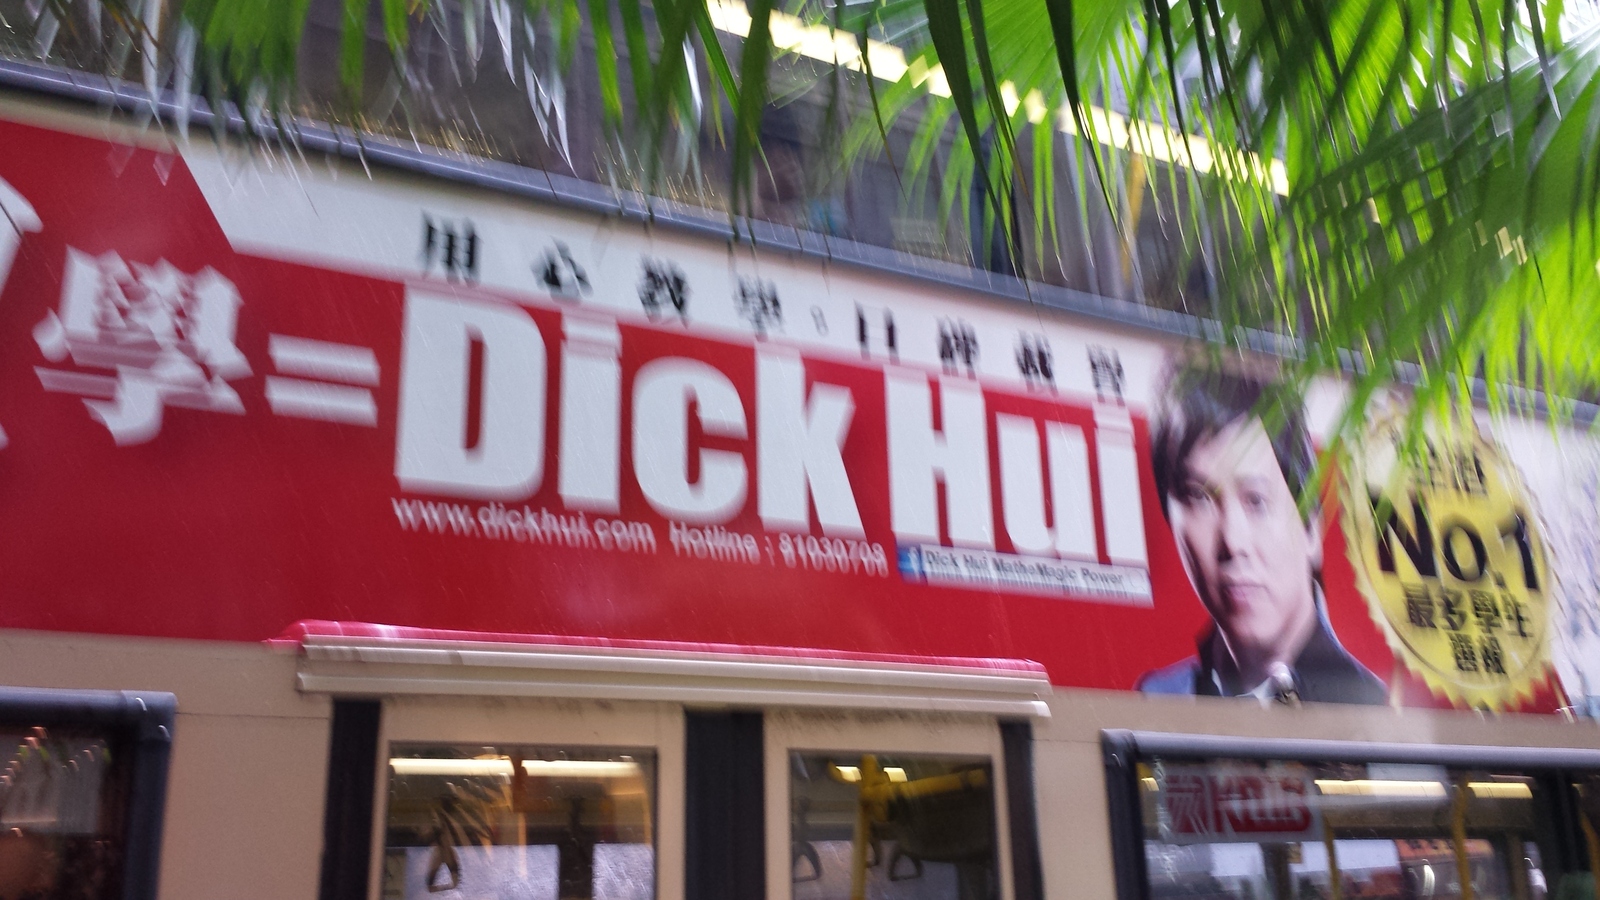 用心教學，口碑載譽
學=Dick Hui
www.dickhui.com Hotline : 81030708
Dick Hui MatheMagic Power
No.1
最多學生
選報
KMB